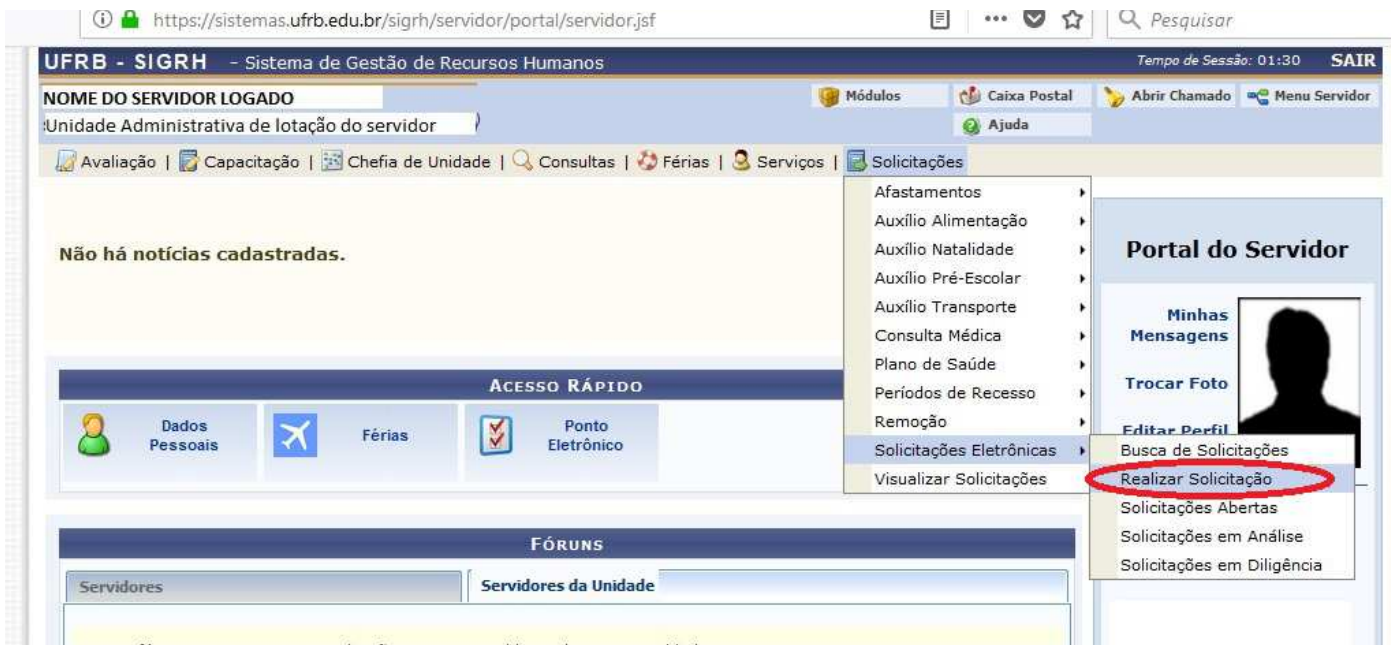 https://sistemas.ufrb.edu.br/sigrh/servidor/portal/servidor.jsf
Pesquisar
UFRB - SIGRH - Sistema de Gestão de Recursos Humanos
Tempo de Sessão: 01:30 SAIR
NOME DO SERVIDOR LOGADO
Módulos
Caixa Postal
Abrir Chamado
Menu Servidor
Unidade Administrativa de lotação do servidor
Ajuda
Avaliação | Capacitação | Chefia de Unidade | Consultas | Férias | Serviços | Solicitações
Afastamentos
Auxílio Alimentação
Auxílio Natalidade
Auxílio Pré-Escolar
Auxílio Transporte
Consulta Médica
Plano de Saúde
Períodos de Recesso
Remoção
Solicitações Eletrônicas
Visualizar Solicitações
Busca de Solicitações
Realizar Solicitação
Solicitações Abertas
Solicitações em Análise
Solicitações em Diligência
Não há notícias cadastradas.
Portal do Servidor
Minhas
Mensagens
Trocar Foto
Editar Perfil
ACESSO RÁPIDO
Dados
Pessoais
Férias
Ponto
Eletrônico
FÓRUNS
Servidores
Servidores da Unidade